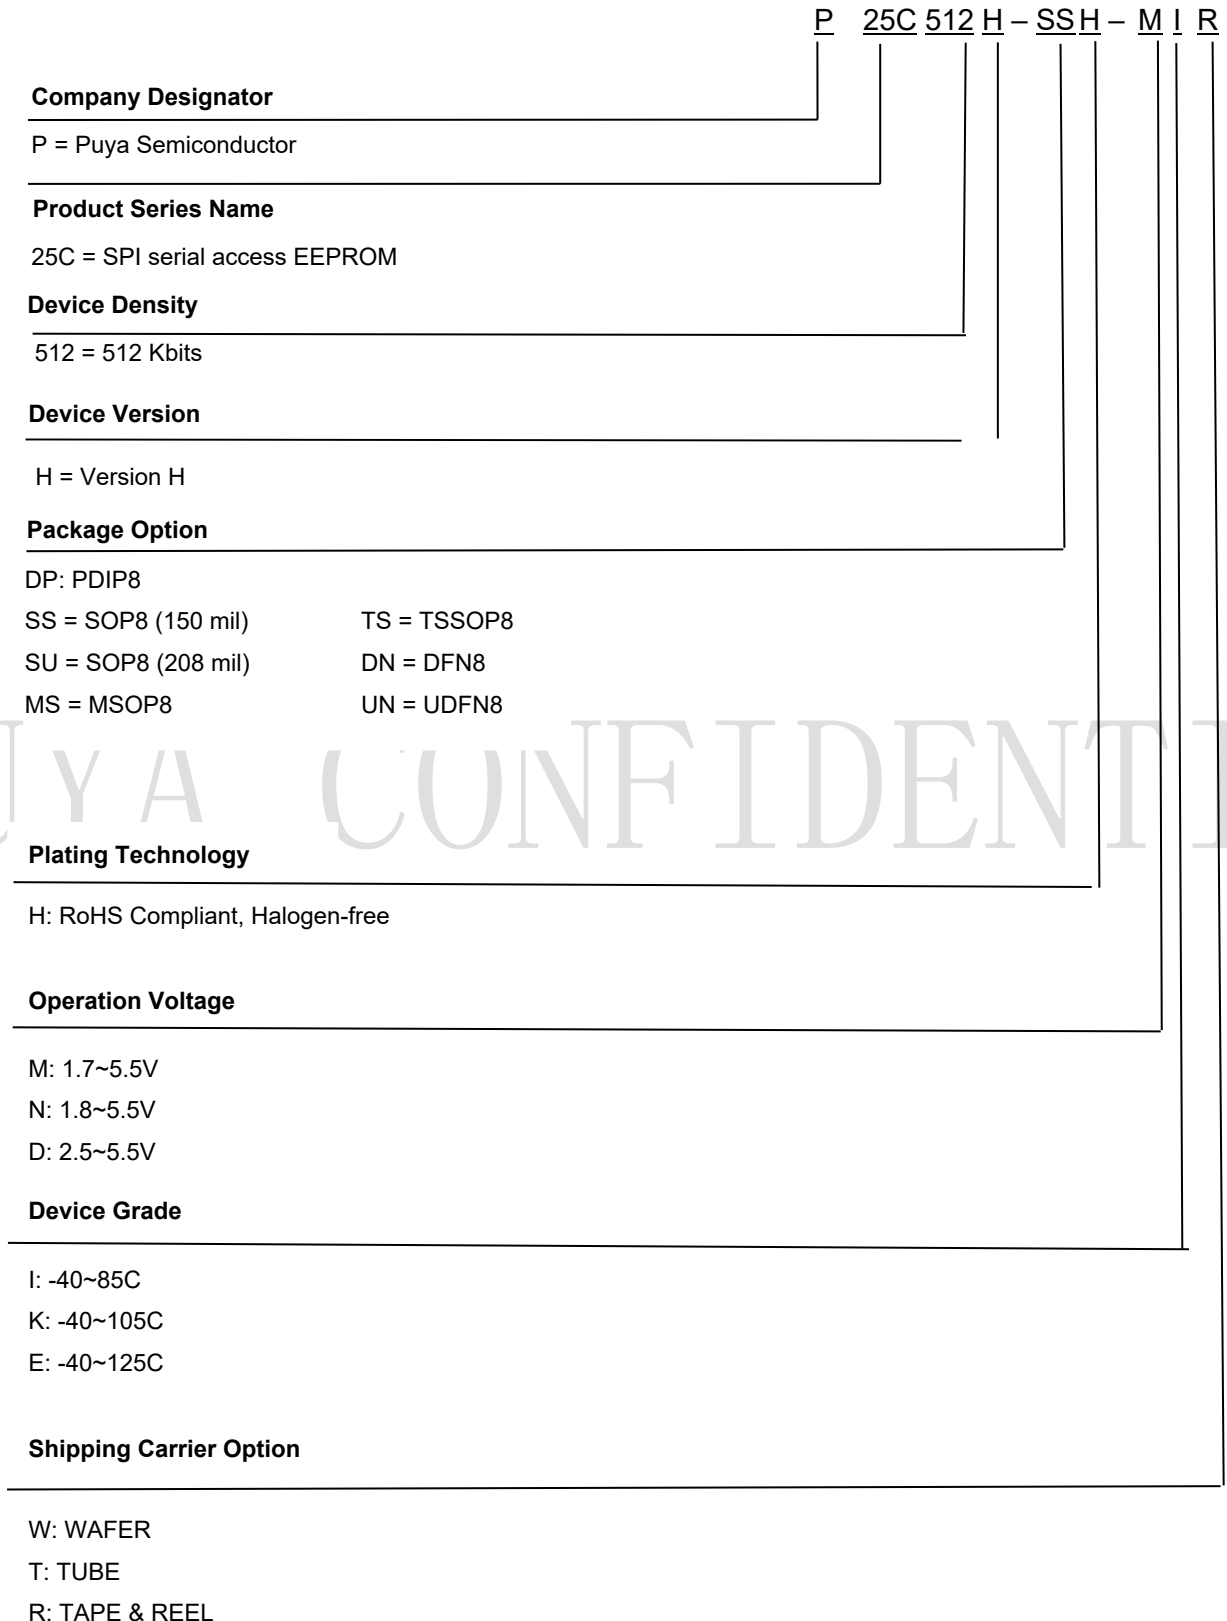 P 25C 512 H – SS H – M I R
Company Designator
P = Puya Semiconductor
Product Series Name
25C = SPI serial access EEPROM
Device Density
512 = 512 Kbits
Device Version
H = Version H
Package Option
DP: PDIP8
SS = SOP8 (150 mil) TS = TSSOP8
SU = SOP8 (208 mil) DN = DFN8
MS = MSOP8 UN = UDFN8
UYA CONFIDENTI
Plating Technology
H: RoHS Compliant, Halogen-free
Operation Voltage
M: 1.7~5.5V
N: 1.8~5.5V
D: 2.5~5.5V
Device Grade
I: -40~85C
K: -40~105C
E: -40~125C
Shipping Carrier Option
W: WAFER
T: TUBE
R: TAPE & REEL